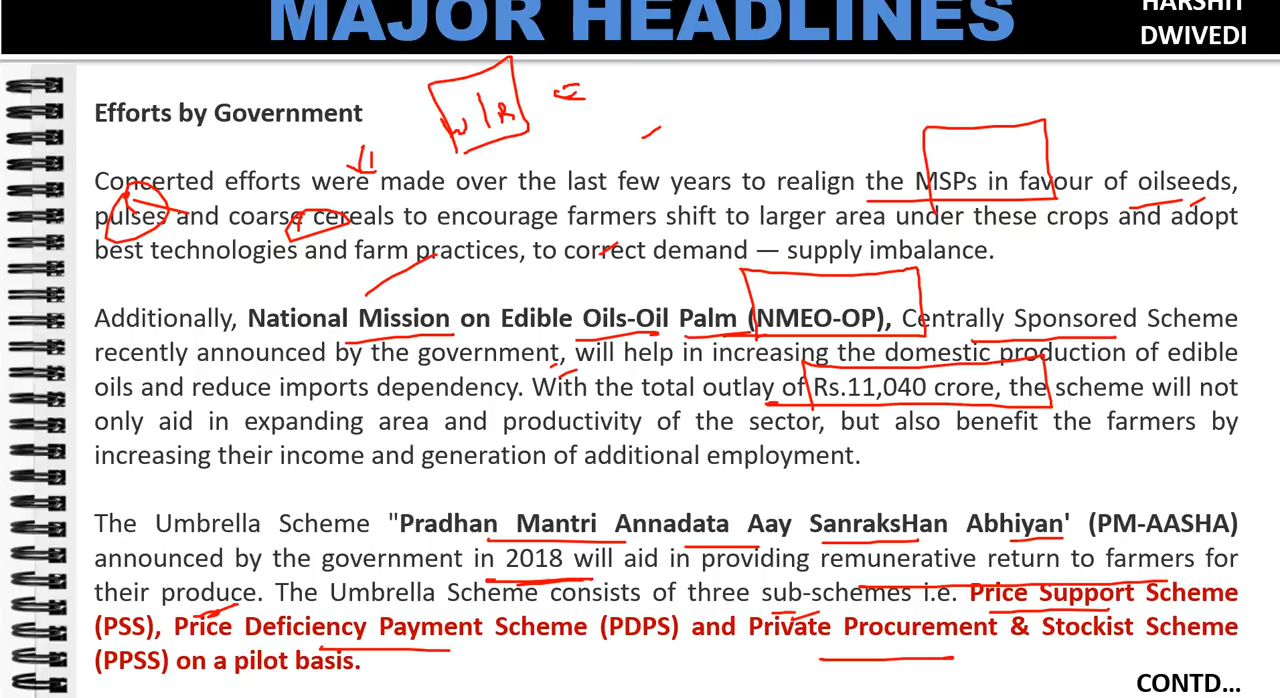 MAJOR HEADLINES
HARSHIT
DWIVEDI
Efforts by Government
W/R
Concerted efforts were made over the last few years to realign the MSPs in favour of oilseeds,
pulses and coarse cereals to encourage farmers shift to larger area under these crops and adopt
best technologies and farm practices, to correct demand — supply imbalance.
Additionally, National Mission on Edible Oils-Oil Palm (NMEO-OP), Centrally Sponsored Scheme
recently announced by the government, will help in increasing the domestic production of edible
oils and reduce imports dependency. With the total outlay of Rs.11,040 crore, the scheme will not
only aid in expanding area and productivity of the sector, but also benefit the farmers by
increasing their income and generation of additional employment.
The Umbrella Scheme "Pradhan Mantri Annadata Aay SanraksHan Abhiyan' (PM-AASHA)
announced by the government in 2018 will aid in providing remunerative return to farmers for
their produce. The Umbrella Scheme consists of three sub-schemes i.e. Price Support Scheme
(PSS), Price Deficiency Payment Scheme (PDPS) and Private Procurement & Stockist Scheme
(PPSS) on a pilot basis.
CONTD...